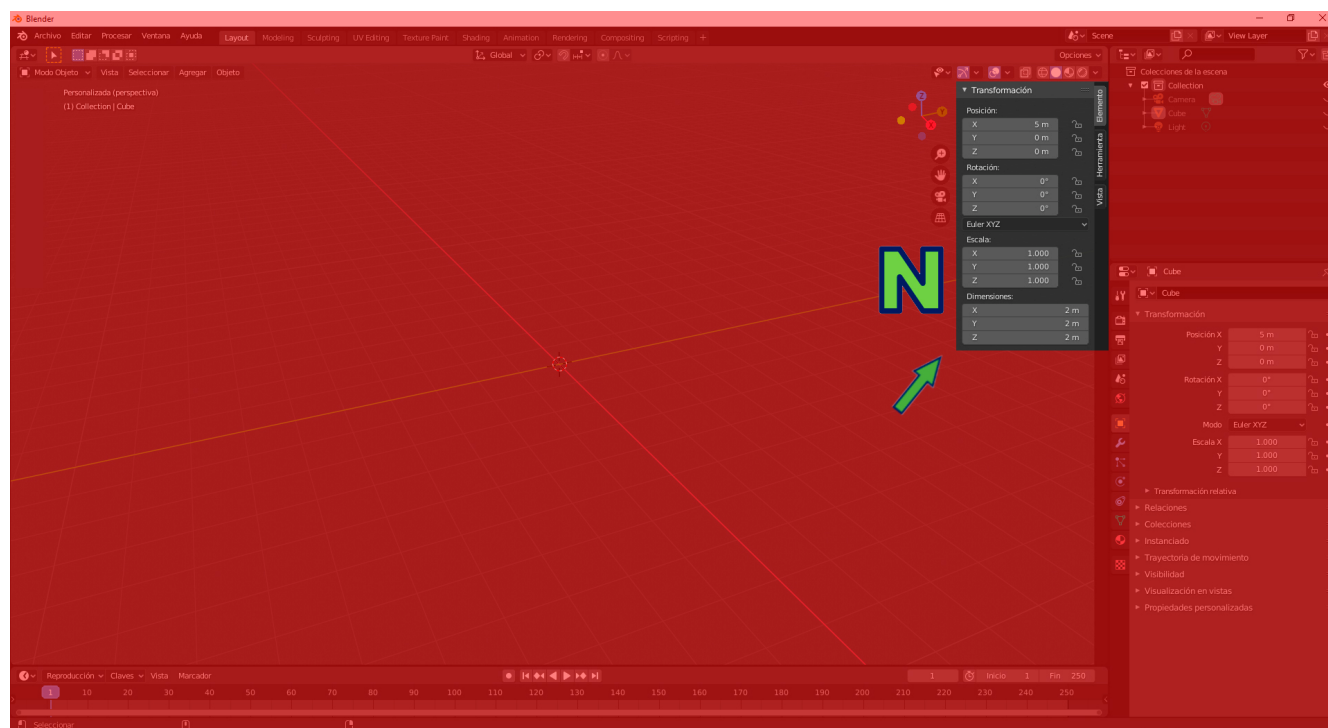 Blender
Archivo Editar Procesar Ventana Ayuda Layout Modeling Sculpting UV Editing Texture Paint Shading Animation Rendering Compositing Scripting + Scene View Layer
Global Opciones
Modo Objeto Vista Seleccionar Agregar Objeto
Personalizada (perspectiva)
(1) Collection | Cube
Z
Y
X
Transformación
Posición:
X 5 m
Y 0 m
Z 0 m
Rotación:
X 0°
Y 0°
Z 0°
Euler XYZ
Escala:
X 1.000
Y 1.000
Z 1.000
Dimensiones:
X 2 m
Y 2 m
Z 2 m
Elemento
Herramienta
Vista
N
Colecciones de la escena
Collection
Camera
Cube
Light
Cube
Cube
Transformación
Posición X 5 m
Y 0 m
Z 0 m
Rotación X 0°
Y 0°
Z 0°
Modo Euler XYZ
Escala X 1.000
Y 1.000
Z 1.000
Transformación relativa
Relaciones
Colecciones
Instanciado
Trayectoria de movimiento
Visibilidad
Visualización en vistas
Propiedades personalizadas
Reproducción Claves Vista Marcador 1 Inicio 1 Fin 250
1 10 20 30 40 50 60 70 80 90 100 110 120 130 140 150 160 170 180 190 200 210 220 230 240 250
Seleccionar